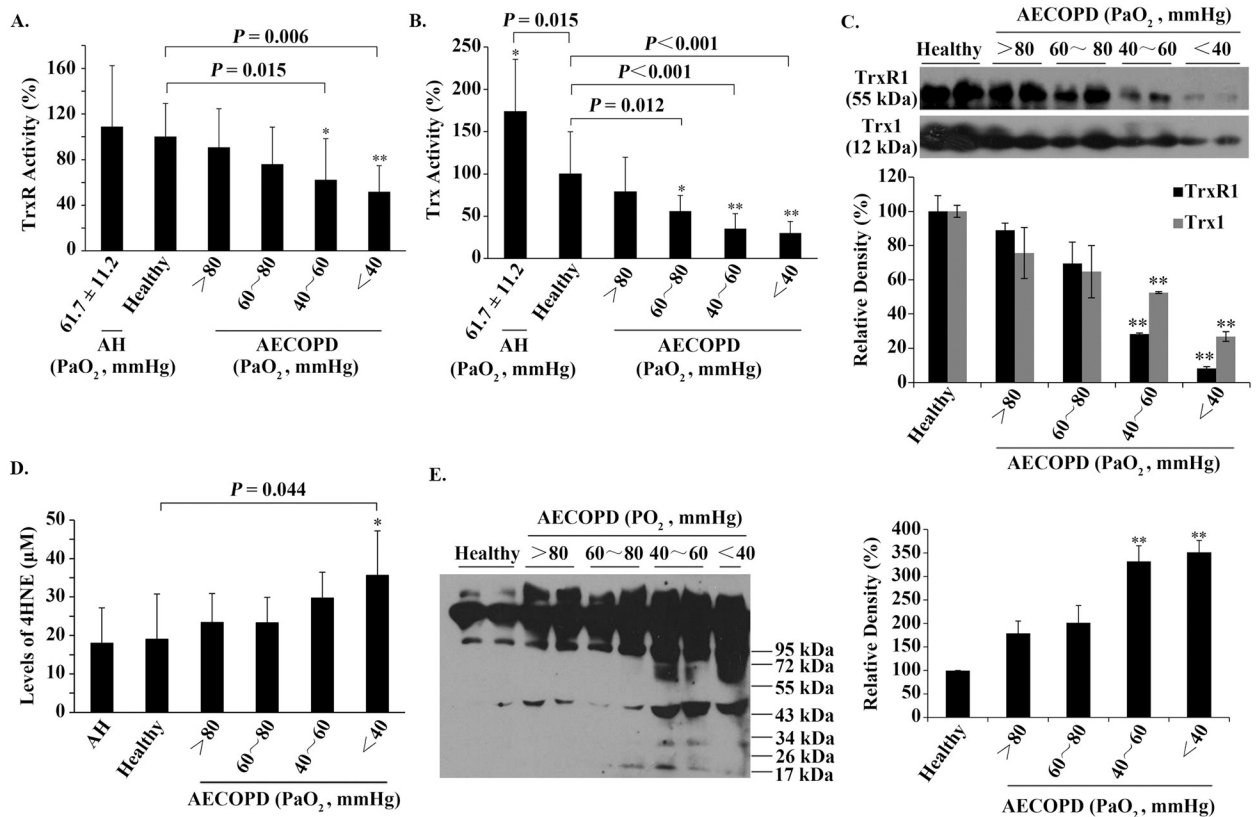 A.
P = 0.006
P = 0.015
TrxR Activity (%)
160
120
80
40
0
*
**
61.7 ± 11.2
Healthy
＞80
60～80
40～60
＜40
AH
(PaO2, mmHg)
AECOPD
(PaO2, mmHg)
B.
P = 0.015
P＜0.001
P＜0.001
P = 0.012
Trx Activity (%)
250
200
150
100
50
0
*
*
**
**
61.7 ± 11.2
Healthy
＞80
60～80
40～60
＜40
AH
(PaO2, mmHg)
AECOPD
(PaO2, mmHg)
C.
AECOPD (PaO2, mmHg)
Healthy ＞80 60～80 40～60 ＜40
TrxR1
(55 kDa)
Trx1
(12 kDa)
Relative Density (%)
120
100
80
60
40
20
0
TrxR1
Trx1
**
**
**
**
Healthy
＞80
60～80
40～60
＜40
AECOPD (PaO2, mmHg)
D.
P = 0.044
Levels of 4HNE (μM)
50
40
30
20
10
0
*
AH
Healthy
＞80
60～80
40～60
＜40
AECOPD (PaO2, mmHg)
E.
AECOPD (PO2, mmHg)
Healthy ＞80 60～80 40～60 ＜40
95 kDa
72 kDa
55 kDa
43 kDa
34 kDa
26 kDa
17 kDa
Relative Density (%)
400
350
300
250
200
150
100
50
0
**
**
Healthy
＞80
60～80
40～60
＜40
AECOPD (PaO2, mmHg)